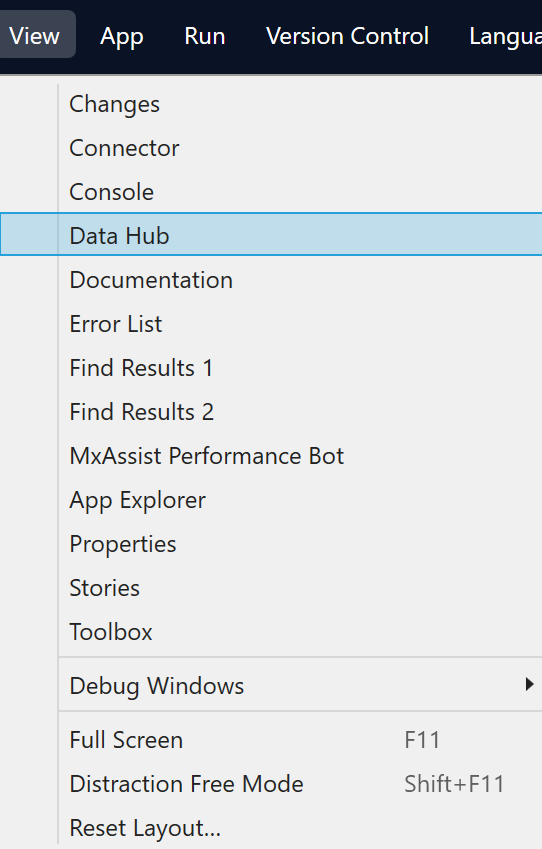 View App Run Version Control Langua
Changes
Connector
Console
Data Hub
Documentation
Error List
Find Results 1
Find Results 2
MxAssist Performance Bot
App Explorer
Properties
Stories
Toolbox
Debug Windows
Full Screen F11
Distraction Free Mode Shift+F11
Reset Layout...